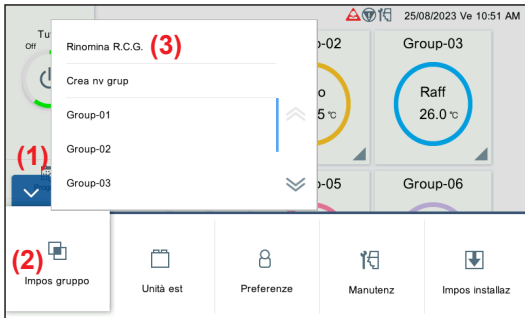 25/08/2023 Ve 10:51 AM
Tu
Off
Rinomina R.C.G. (3)
Crea nv grup
Group-01
Group-02
Group-03
-02
o
5 °C
Group-03
Raff
26.0 °C
(1)
-05
Group-06
(2)
Impos gruppo
Unità est
Preferenze
Manutenz
Impos installaz